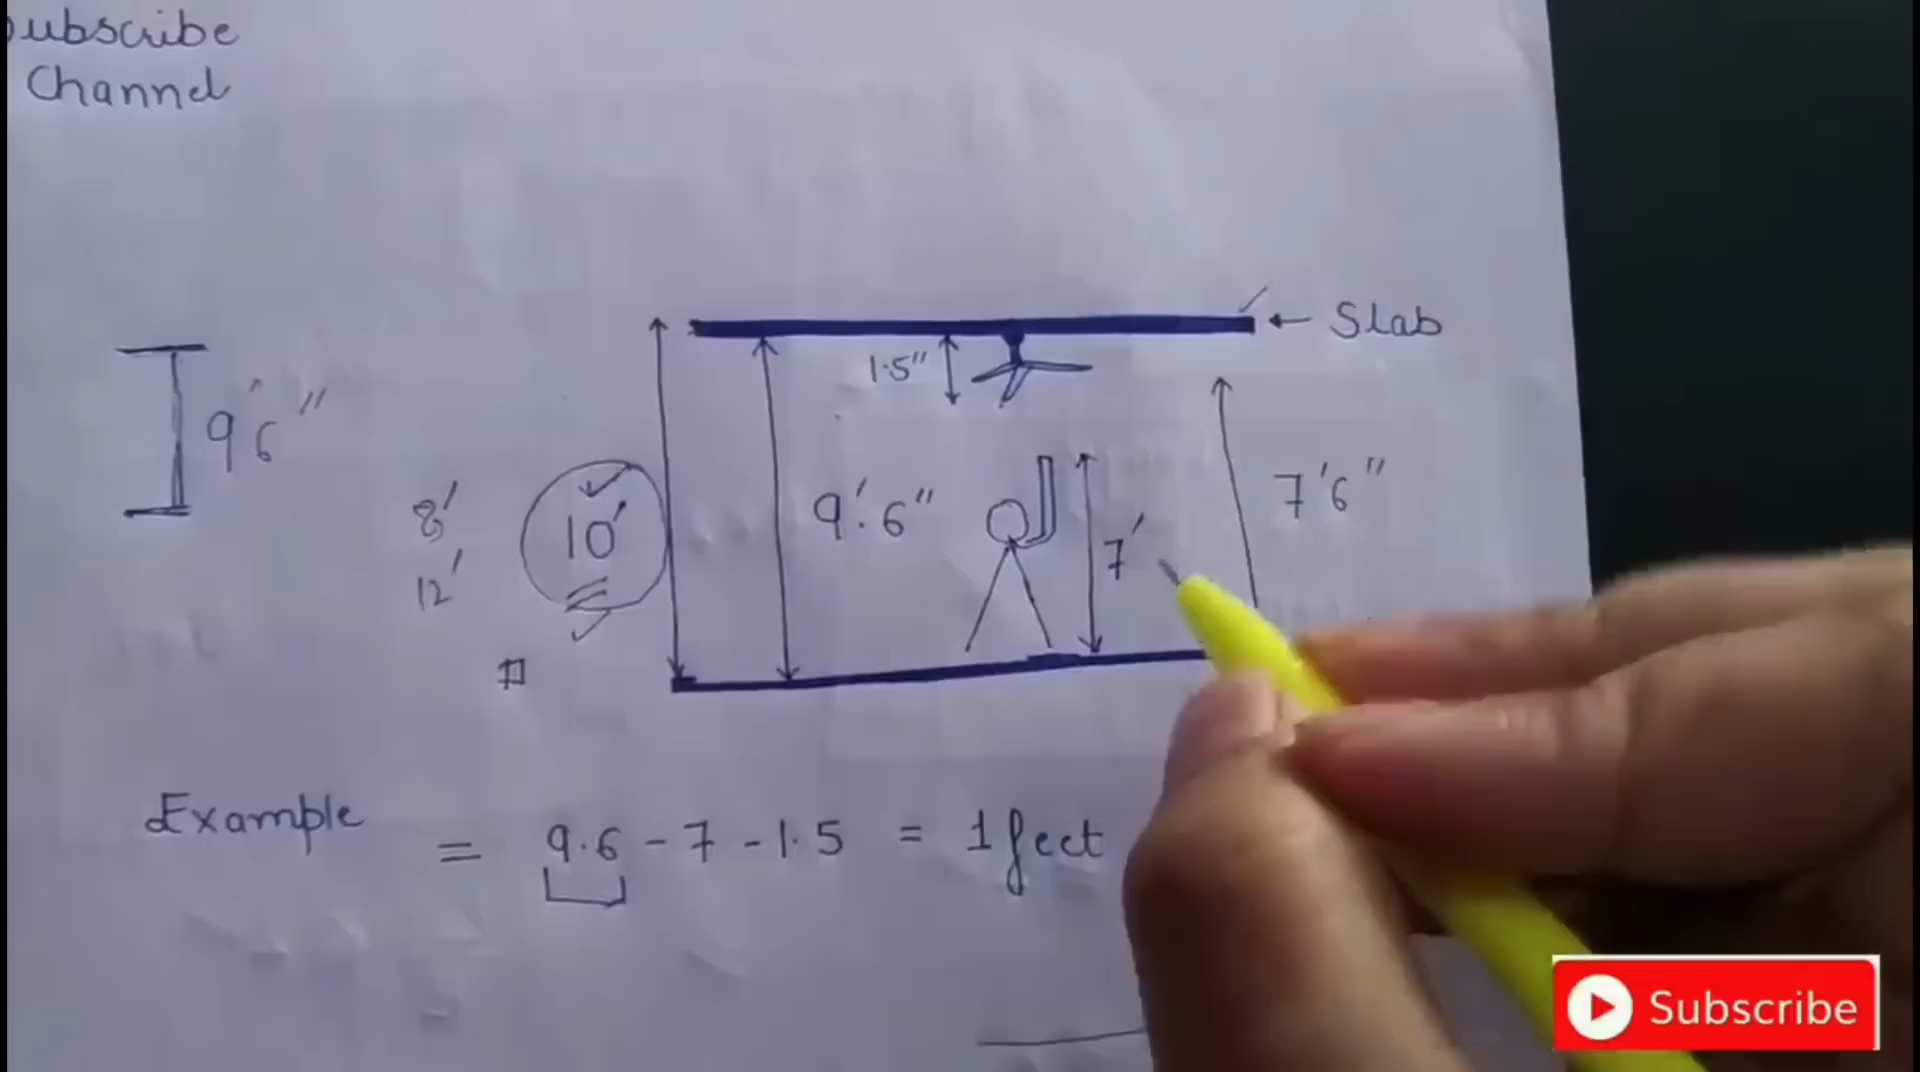 ubscribe
Channel
Slab
1.5"
9'6"
8'
12'
10'
9'.6"
7'
7'6"
Example
= 9.6 - 7 - 1.5 = 1 feet
Subscribe